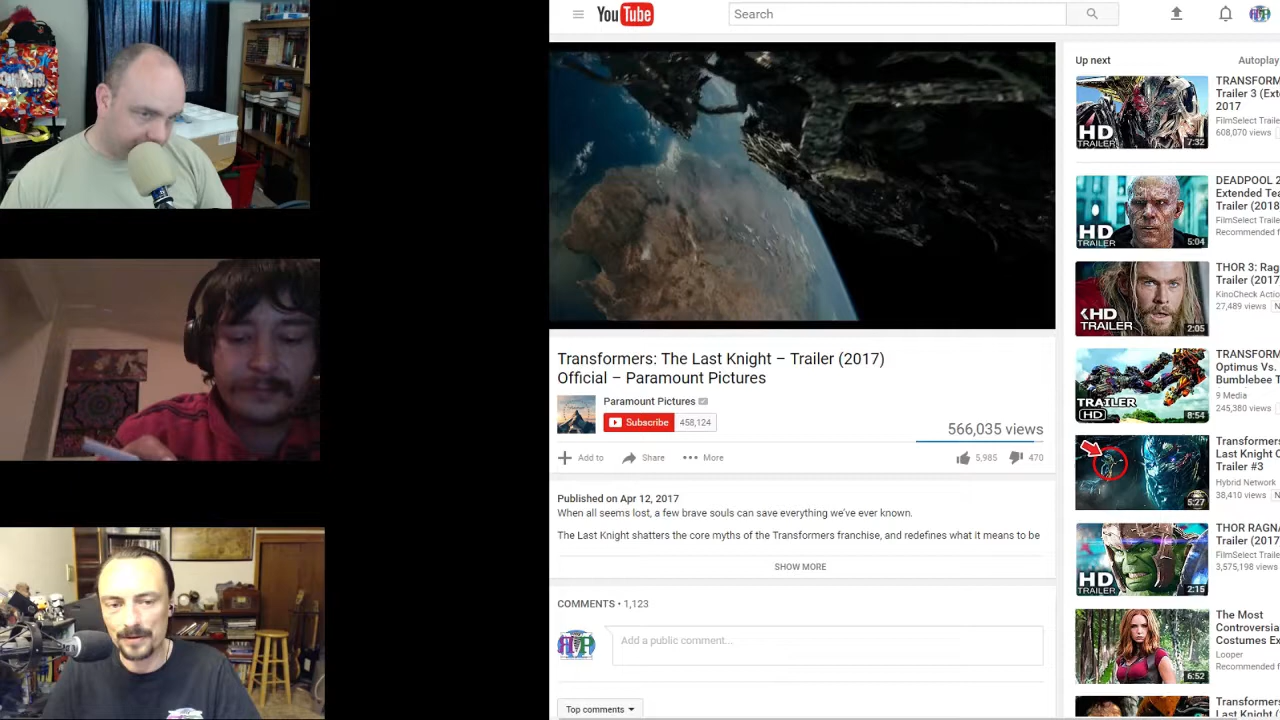 YouTube
Search
Up next
Autoplay
TRANSFORM
Trailer 3 (Exte
2017
FilmSelect Traile
608,070 views
HD
TRAILER
7:32
DEADPOOL 2
Extended Tea
Trailer (2018
FilmSelect Traile
Recommended f
HD
TRAILER
5:04
THOR 3: Rag
Trailer (2017
KinoCheck Actio
27,489 views
HD
TRAILER
2:05
TRANSFORM
Optimus Vs.
Bumblebee T
9 Media
245,380 views
TRAILER
HD
8:54
Transformers
Last Knight O
Trailer #3
Hybrid Network
38,410 views
5:27
THOR RAGNA
Trailer (2017
FilmSelect Traile
3,575,198 views
HD
TRAILER
2:15
The Most
Controversia
Costumes Ex
Looper
Recommended f
6:52
Transformers
Last Knight (
Transformers: The Last Knight – Trailer (2017)
Official – Paramount Pictures
Paramount Pictures
Subscribe 458,124
566,035 views
Add to Share More
5,985 470
Published on Apr 12, 2017
When all seems lost, a few brave souls can save everything we've ever known.
The Last Knight shatters the core myths of the Transformers franchise, and redefines what it means to be
SHOW MORE
COMMENTS • 1,123
Add a public comment...
Top comments